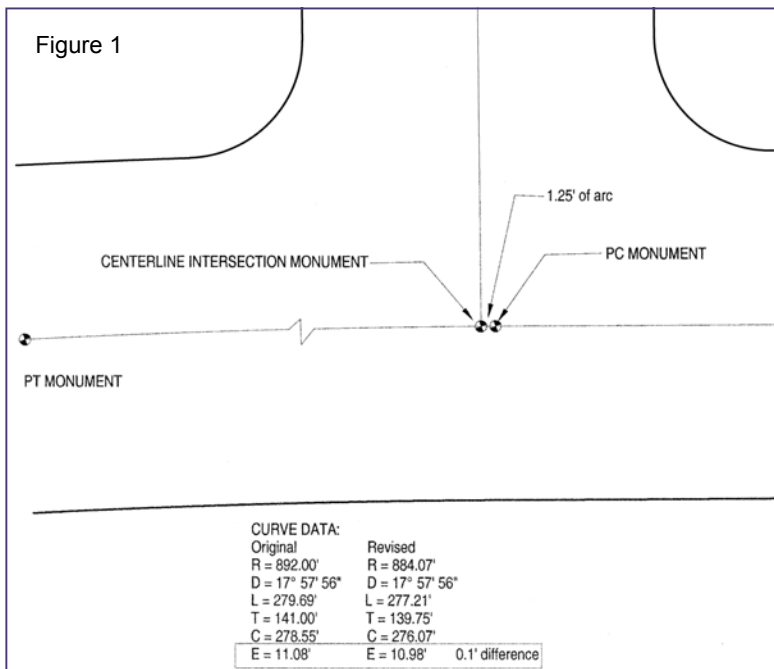 Figure 1
1.25' of arc
CENTERLINE INTERSECTION MONUMENT
PC MONUMENT
PT MONUMENT
CURVE DATA:
Original Revised
R = 892.00' R = 884.07'
D = 17° 57' 56" D = 17° 57' 56"
L = 279.69' L = 277.21'
T = 141.00' T = 139.75'
C = 278.55' C = 276.07'
E = 11.08' E = 10.98' 0.1' difference